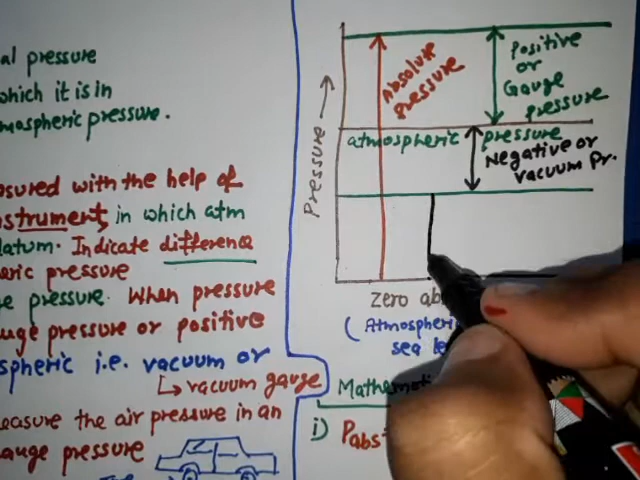 al pressure
which it is in
mospheric pressure.
sured with the help of
strument, in which atm
datum. Indicate difference
eric pressure
e pressure. When pressure
uge pressure or positive
spheric i.e. vacuum or
↳ vacuum gauge
easure the air pressure in an
auge pressure
Pressure →
Absolute
pressure
Positive
or
Gauge
pressure
atmospheric pressure
Negative or
vacuum Pr.
zero ab
(Atmospheri
sea le
Mathemati
i) Pabs